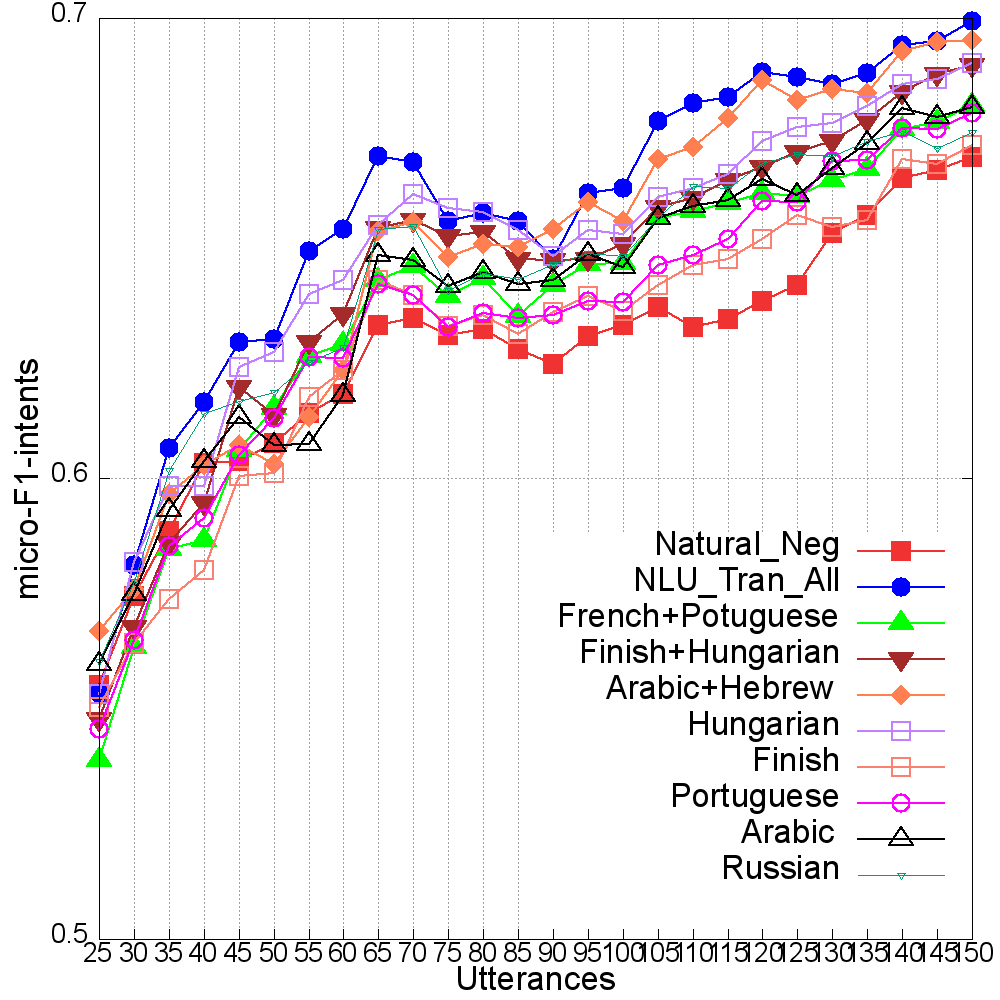 0.7
0.6
0.5
micro-F1-intents
Natural_Neg
NLU_Tran_All
French+Potuguese
Finish+Hungarian
Arabic+Hebrew
Hungarian
Finish
Portuguese
Arabic
Russian
25 30 35 40 45 50 55 60 65 70 75 80 85 90 95 100 105 110 115 120 125 130 135 140 145 150
Utterances